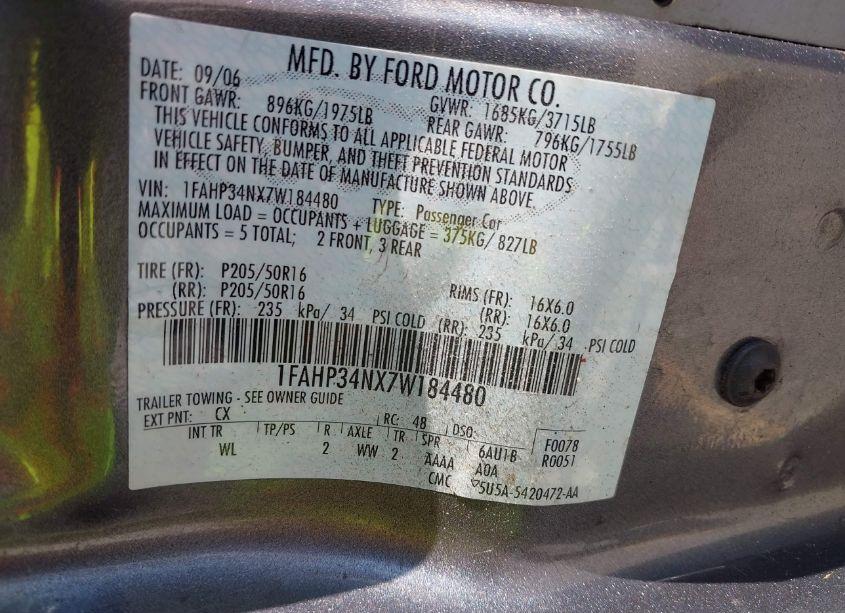 MFD. BY FORD MOTOR CO.
DATE: 09/06 GVWR: 1685KG/3715LB
FRONT GAWR: 896KG/1975LB REAR GAWR: 796KG/1755LB
THIS VEHICLE CONFORMS TO ALL APPLICABLE FEDERAL MOTOR
VEHICLE SAFETY, BUMPER, AND THEFT PREVENTION STANDARDS
IN EFFECT ON THE DATE OF MANUFACTURE SHOWN ABOVE.
VIN: 1FAHP34NX7W184480 TYPE: Passenger Car
MAXIMUM LOAD = OCCUPANTS + LUGGAGE = 375KG/ 827LB
OCCUPANTS = 5 TOTAL; 2 FRONT, 3 REAR
TIRE (FR): P205/50R16 RIMS (FR): 16X6.0
(RR): P205/50R16 (RR): 16X6.0
PRESSURE (FR): 235 kPa/ 34 PSI COLD (RR): 235 kPa/ 34 PSI COLD
1FAHP34NX7W184480
TRAILER TOWING - SEE OWNER GUIDE
EXT PNT: CX RC: 48 DSO: F0078
INT TR TP/PS R AXLE TR SPR 6AU1B R0051
WL 2 WW 2 AAAA A0A
CMC 5U5A-5420472-AA